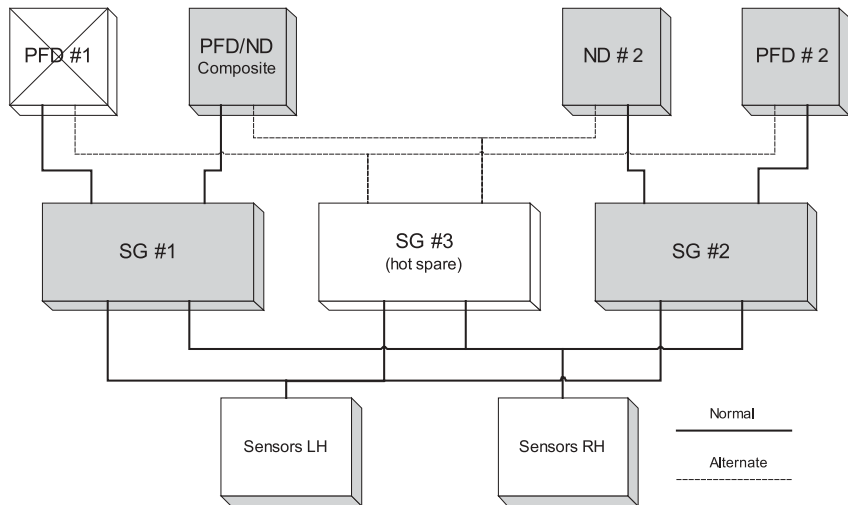 PFD #1
PFD/ND
Composite
ND # 2
PFD # 2
SG #1
SG #3
(hot spare)
SG #2
Sensors LH
Sensors RH
Normal
Alternate